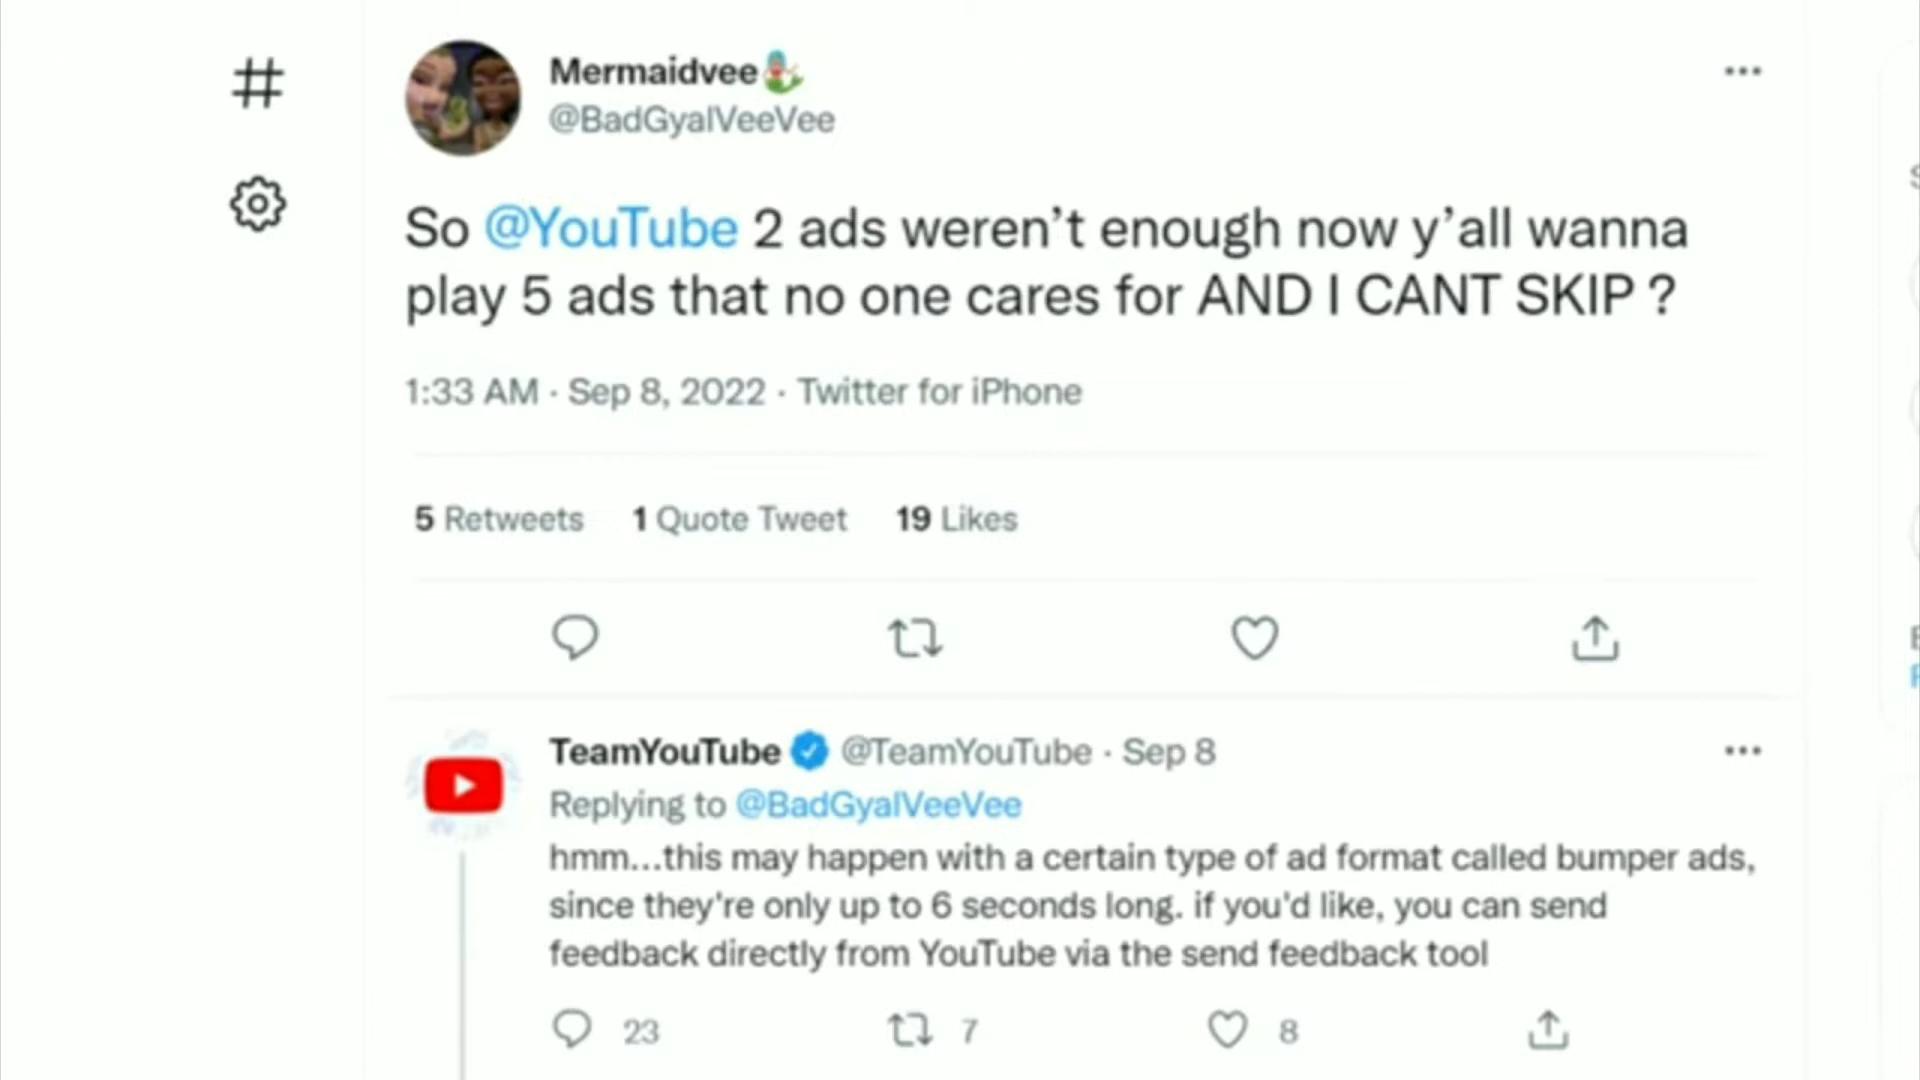 Mermaidvee
@BadGyalVeeVee
So @YouTube 2 ads weren't enough now y'all wanna
play 5 ads that no one cares for AND I CANT SKIP ?
1:33 AM · Sep 8, 2022 · Twitter for iPhone
5 Retweets 1 Quote Tweet 19 Likes
TeamYouTube @TeamYouTube · Sep 8
Replying to @BadGyalVeeVee
hmm...this may happen with a certain type of ad format called bumper ads,
since they're only up to 6 seconds long. if you'd like, you can send
feedback directly from YouTube via the send feedback tool
23 7 8